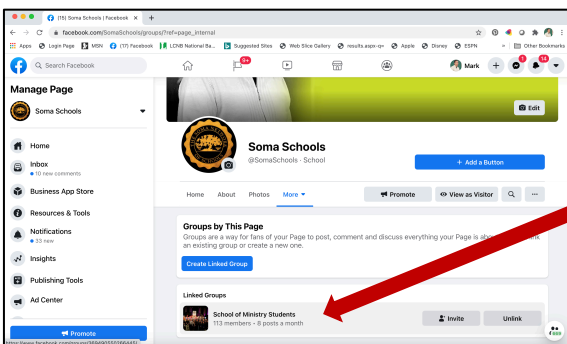 (15) Soma Schools | Facebook
facebook.com/SomaSchools/groups/?ref=page_internal
Apps Login Page MSN (17) Facebook LCNB National Ba... Suggested Sites Web Slice Gallery results.aspx-q= Apple Disney ESPN » Other Bookmarks
Search Facebook 9+ Mark 1 14
Manage Page
Soma Schools
Edit
Home
Inbox
10 new comments
Business App Store
Resources & Tools
Notifications
33 new
Insights
Publishing Tools
Ad Center
Promote
Soma Schools
@SomaSchools · School
+ Add a Button
Home About Photos More Promote View as Visitor
Groups by This Page
Groups are a way for fans of your Page to post, comment and discuss everything your Page is
an existing group or create a new one.
Create Linked Group
Linked Groups
School of Ministry Students
113 members - 8 posts a month
Invite Unlink